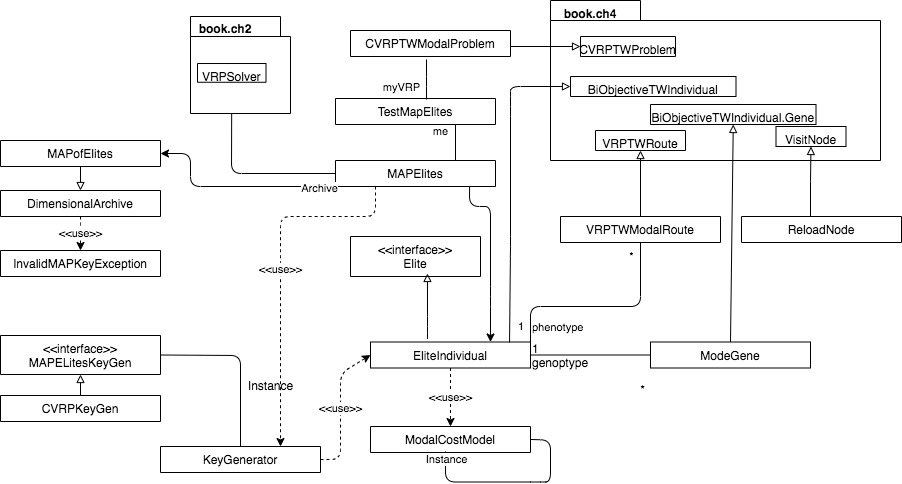 book.ch2
VRPSolver
CVRPTWModalProblem
book.ch4
CVRPTWProblem
myVRP
BiObjectiveTWIndividual
TestMapElites
me
BiObjectiveTWIndividual.Gene
VRPTWRoute
VisitNode
MAPofElites
MAPElites
Archive
DimensionalArchive
<<use>>
InvalidMAPKeyException
<<use>>
<<interface>>
Elite
VRPTWModalRoute
ReloadNode
*
1
phenotype
<<interface>>
MAPELitesKeyGen
EliteIndividual
1
genoptype
ModeGene
*
Instance
CVRPKeyGen
<<use>>
<<use>>
KeyGenerator
ModalCostModel
Instance